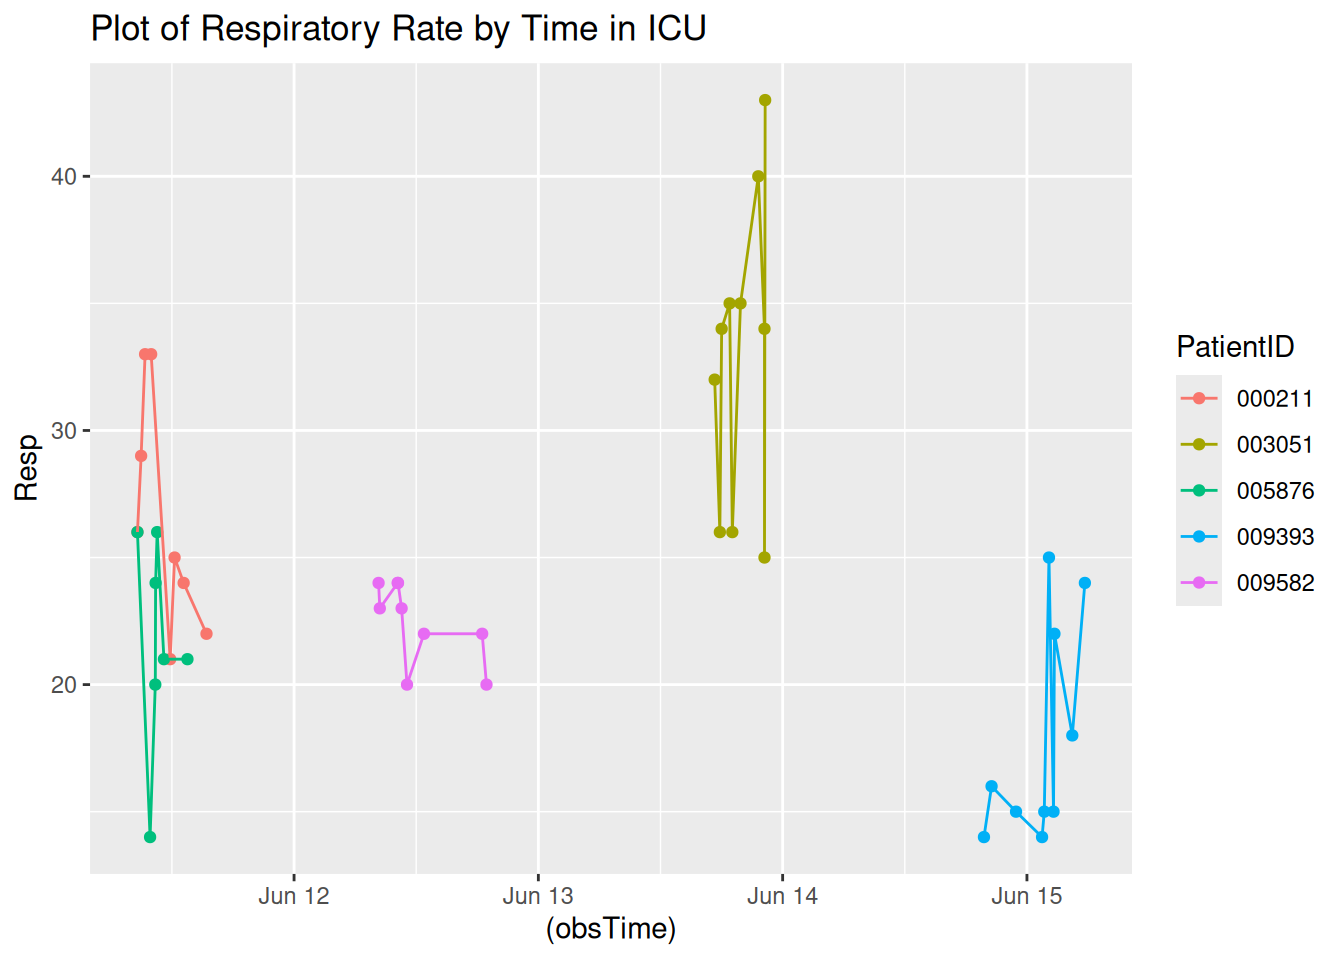 Plot of Respiratory Rate by Time in ICU
Resp
40
30
20
Jun 12
Jun 13
Jun 14
Jun 15
(obsTime)
PatientID
000211
003051
005876
009393
009582